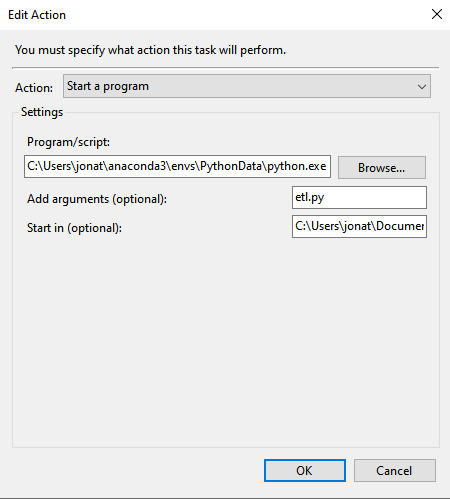 Edit Action
You must specify what action this task will perform.
Action: Start a program
Settings
Program/script:
C:\Users\jonat\anaconda3\envs\PythonData\python.exe Browse...
Add arguments (optional): etl.py
Start in (optional): C:\Users\jonat\Documer
OK Cancel